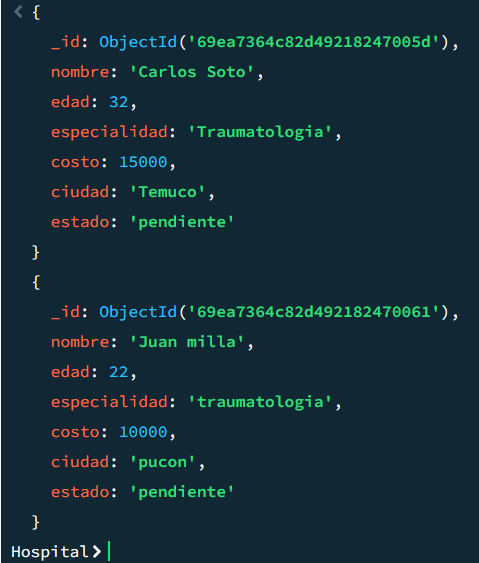 {
_id: ObjectId('69ea7364c82d49218247005d'),
nombre: 'Carlos Soto',
edad: 32,
especialidad: 'Traumatologia',
costo: 15000,
ciudad: 'Temuco',
estado: 'pendiente'
}
{
_id: ObjectId('69ea7364c82d492182470061'),
nombre: 'Juan milla',
edad: 22,
especialidad: 'traumatologia',
costo: 10000,
ciudad: 'pucon',
estado: 'pendiente'
}
Hospital>